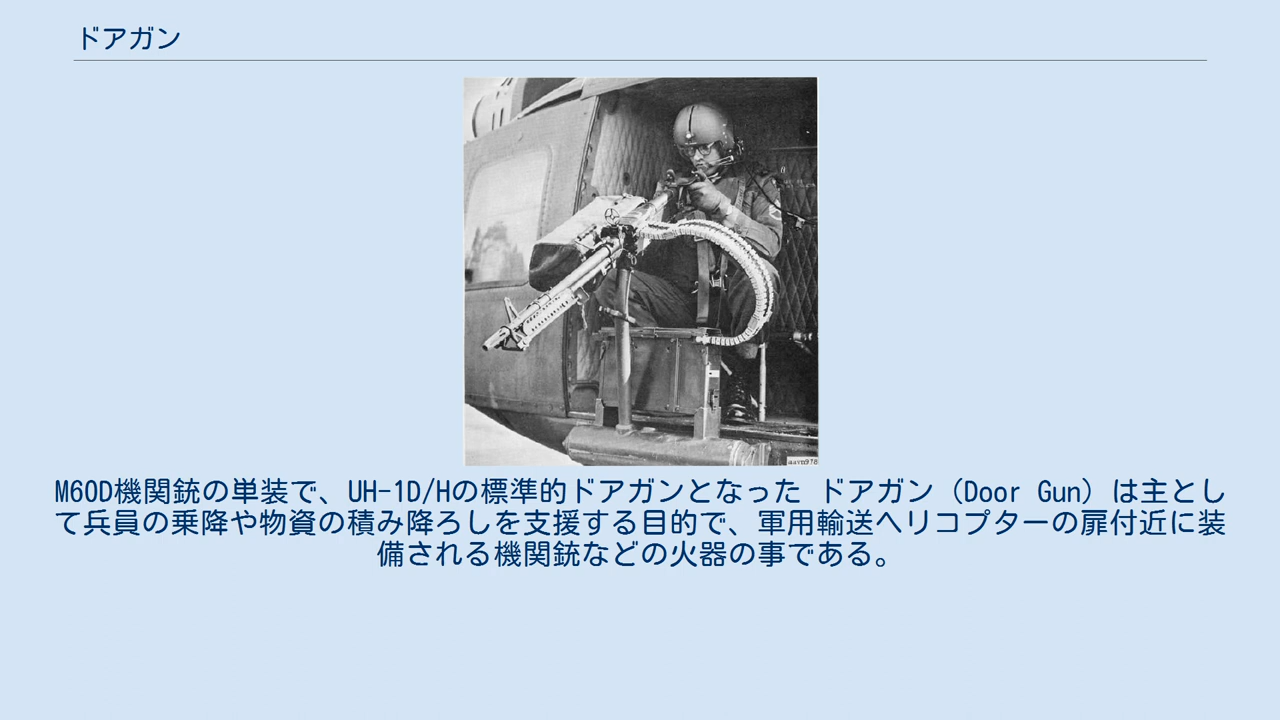 ドアガン
M60D機関銃の単装で、UH-1D/Hの標準的ドアガンとなった ドアガン（Door Gun）は主とし
て兵員の乗降や物資の積み降ろしを支援する目的で、軍用輸送ヘリコプターの扉付近に装
備される機関銃などの火器の事である。